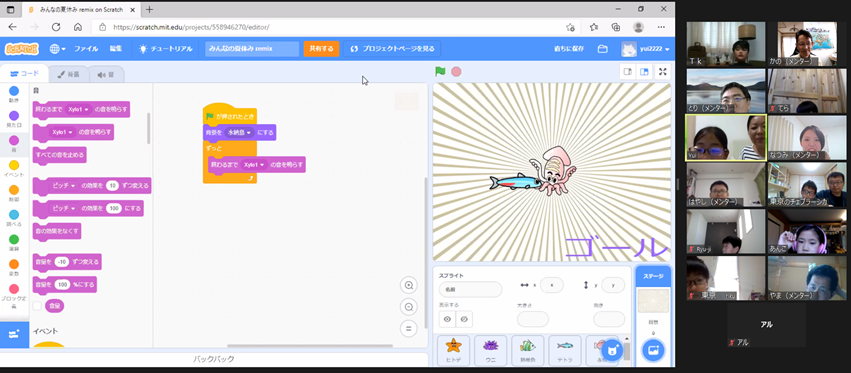 みんなの夏休み remix on Scratch
https://scratch.mit.edu/projects/558946270/editor/
SCRATCH
ファイル
編集
チュートリアル
みんなの夏休み remix
共有する
プロジェクトページを見る
直ちに保存
yui2222
コード
背景
音
動き
見た目
音
イベント
制御
調べる
演算
変数
ブロック定義
音
終わるまで Xylo1 の音を鳴らす
Xylo1 の音を鳴らす
すべての音を止める
ピッチ の効果を 10 ずつ変える
ピッチ の効果を 100 にする
音の効果をなくす
音量を -10 ずつ変える
音量を 100 %にする
音量
イベント
が押されたとき
背景を にする
ずっと
終わるまで Xylo1 の音を鳴らす
バックパック
ゴール
スプライト
名前
x
x
y
y
表示する
大きさ
向き
ヒトデ
ウニ
熱帯魚
テトラ
ステージ
背景
Tk
かの（メンター）
とり（メンター）
てら
Yui
なつみ（メンター）
はやし（メンター）
東京のチェブラーシカ
Ryu-ji
あんこ
東京
やま（メンター）
アル
アル